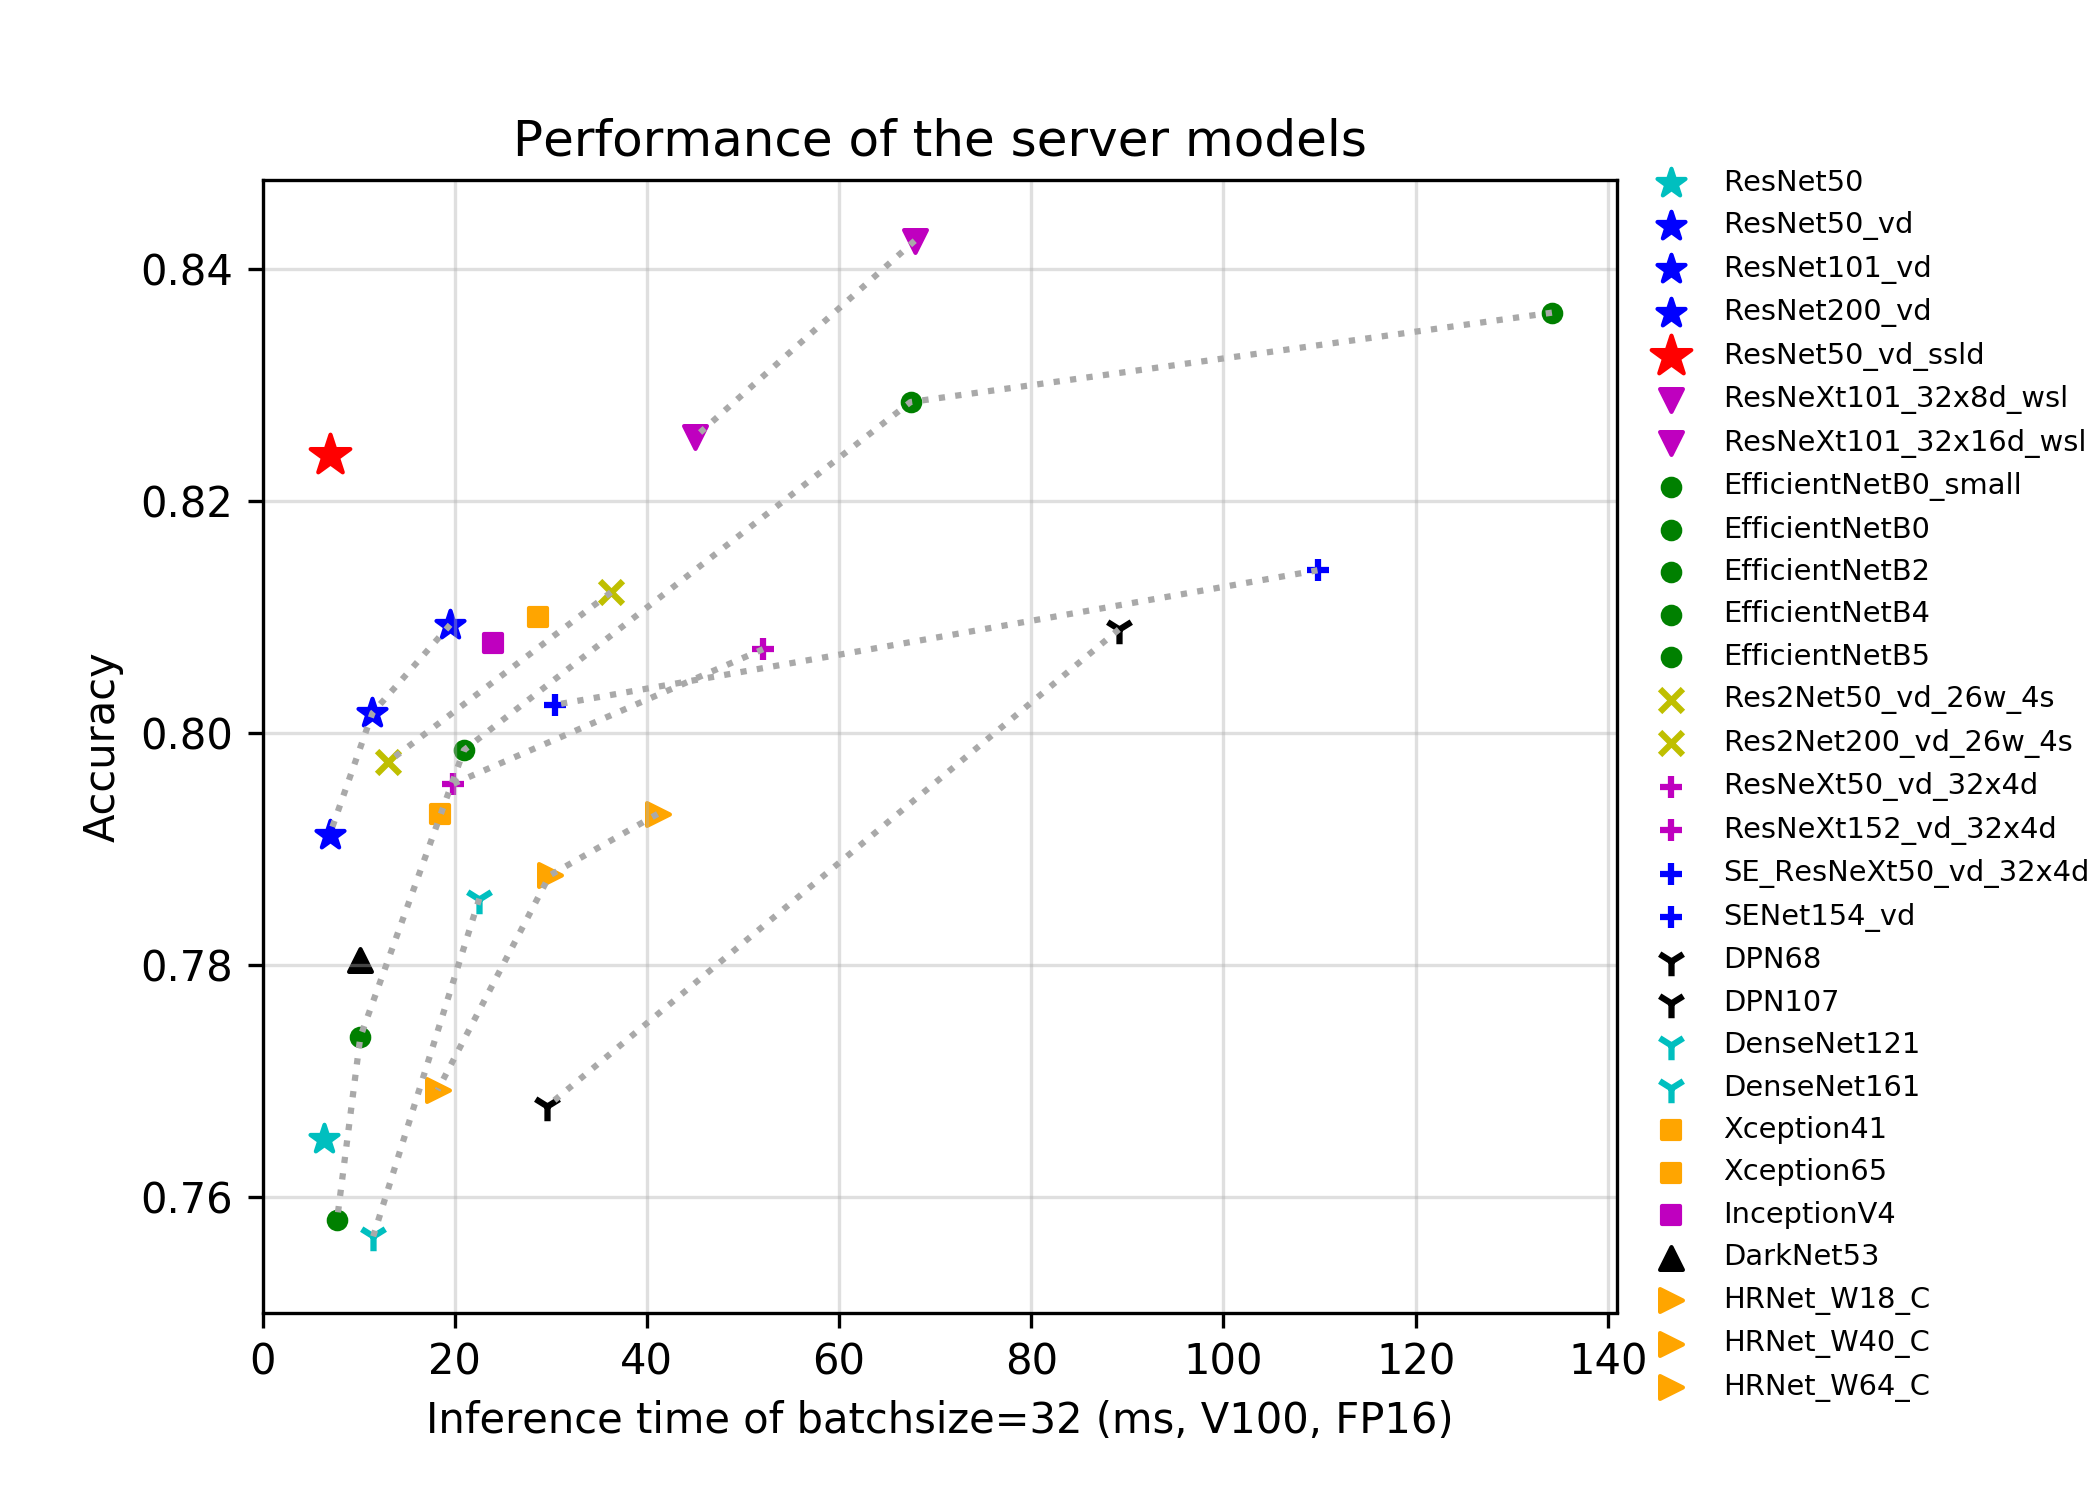 Performance of the server models
0.84
0.82
0.80
0.78
0.76
Accuracy
0 20 40 60 80 100 120 140
Inference time of batchsize=32 (ms, V100, FP16)
ResNet50
ResNet50_vd
ResNet101_vd
ResNet200_vd
ResNet50_vd_ssld
ResNeXt101_32x8d_wsl
ResNeXt101_32x16d_wsl
EfficientNetB0_small
EfficientNetB0
EfficientNetB2
EfficientNetB4
EfficientNetB5
Res2Net50_vd_26w_4s
Res2Net200_vd_26w_4s
ResNeXt50_vd_32x4d
ResNeXt152_vd_32x4d
SE_ResNeXt50_vd_32x4d
SENet154_vd
DPN68
DPN107
DenseNet121
DenseNet161
Xception41
Xception65
InceptionV4
DarkNet53
HRNet_W18_C
HRNet_W40_C
HRNet_W64_C